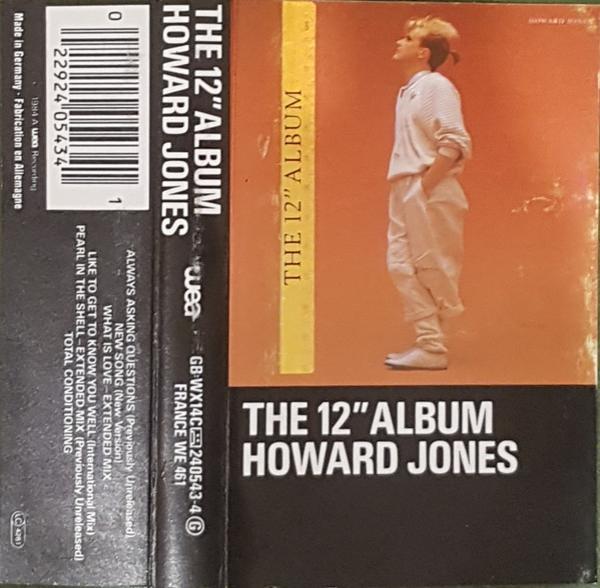 HOWARD JONES
THE 12" ALBUM
THE 12" ALBUM
HOWARD JONES
THE 12" ALBUM
HOWARD JONES
wea
GB-WX14C 240543-4 G
FRANCE WE 461
0 22924 05434 1
ALWAYS ASKING QUESTIONS (Previously Unreleased)
NEW SONG (New Version)
WHAT IS LOVE–EXTENDED MIX
LIKE TO GET TO KNOW YOU WELL (International Mix)
PEARL IN THE SHELL–EXTENDED MIX (Previously Unreleased)
TOTAL CONDITIONING
1984 A wea Recording
Made in Germany · Fabrication en Allemagne
LC 4281